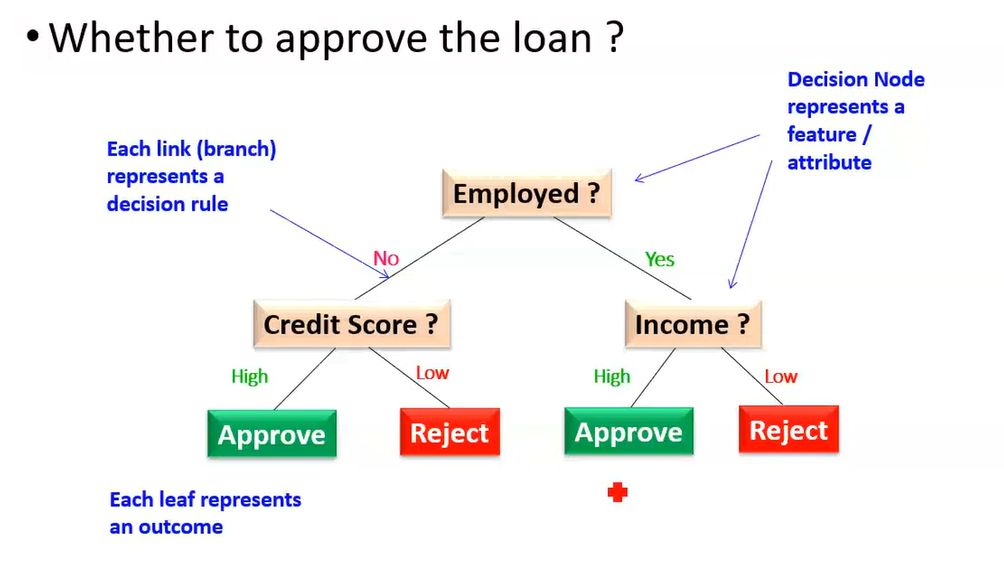 • Whether to approve the loan ?
Decision Node
represents a
feature /
attribute
Each link (branch)
represents a
decision rule
Employed ?
No
Yes
Credit Score ?
Income ?
High
Low
High
Low
Approve
Reject
Approve
Reject
Each leaf represents
an outcome